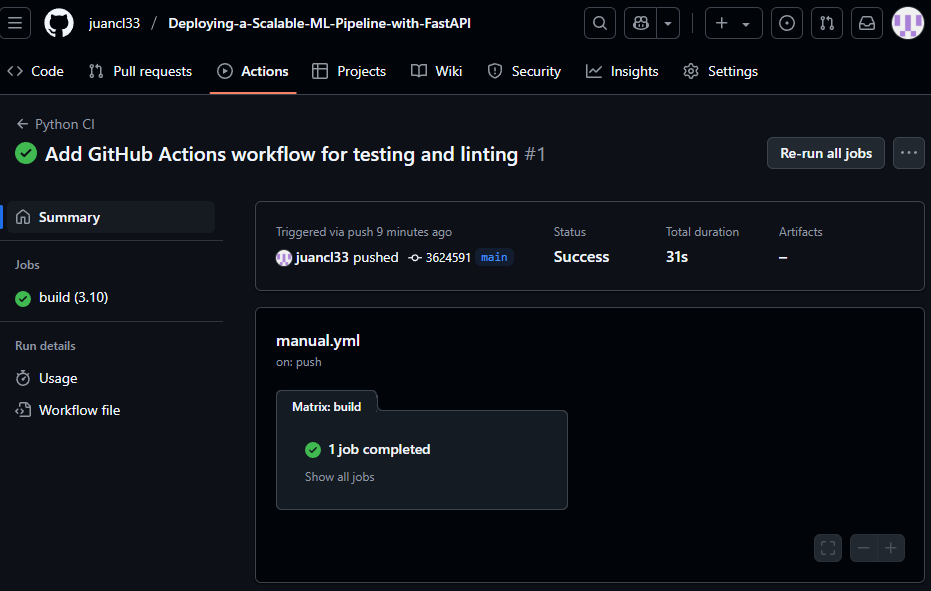 juancl33 / Deploying-a-Scalable-ML-Pipeline-with-FastAPI
Code Pull requests Actions Projects Wiki Security Insights Settings
Python CI
Add GitHub Actions workflow for testing and linting #1
Re-run all jobs
Summary
Jobs
build (3.10)
Run details
Usage
Workflow file
Triggered via push 9 minutes ago
juancl33 pushed 3624591 main
Status
Success
Total duration
31s
Artifacts
–
manual.yml
on: push
Matrix: build
1 job completed
Show all jobs